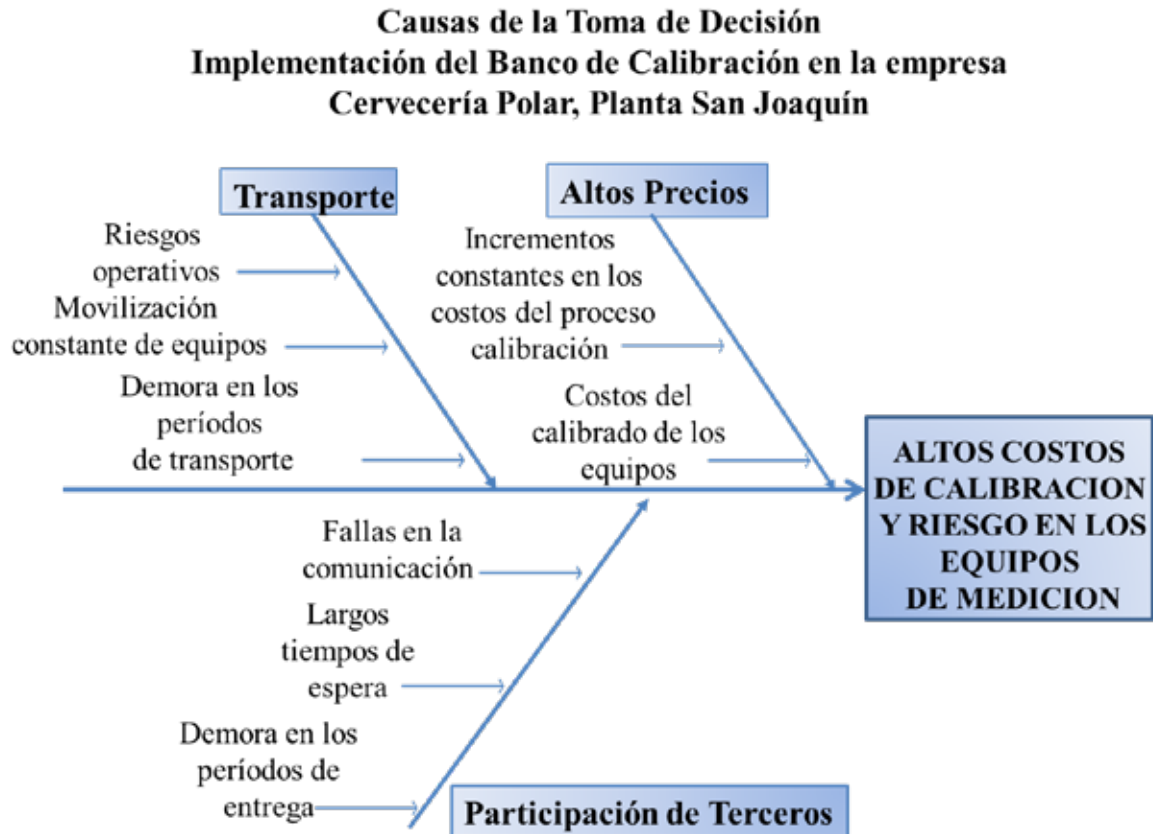 Causas de la Toma de Decisión
Implementación del Banco de Calibración en la empresa
Cervecería Polar, Planta San Joaquín
Transporte
Riesgos
operativos
Movilización
constante de equipos
Demora en los
períodos
de transporte
Altos Precios
Incrementos
constantes en los
costos del proceso
calibración
Costos del
calibrado de los
equipos
ALTOS COSTOS
DE CALIBRACION
Y RIESGO EN LOS
EQUIPOS
DE MEDICION
Fallas en la
comunicación
Largos
tiempos de
espera
Demora en los
períodos de
entrega
Participación de Terceros